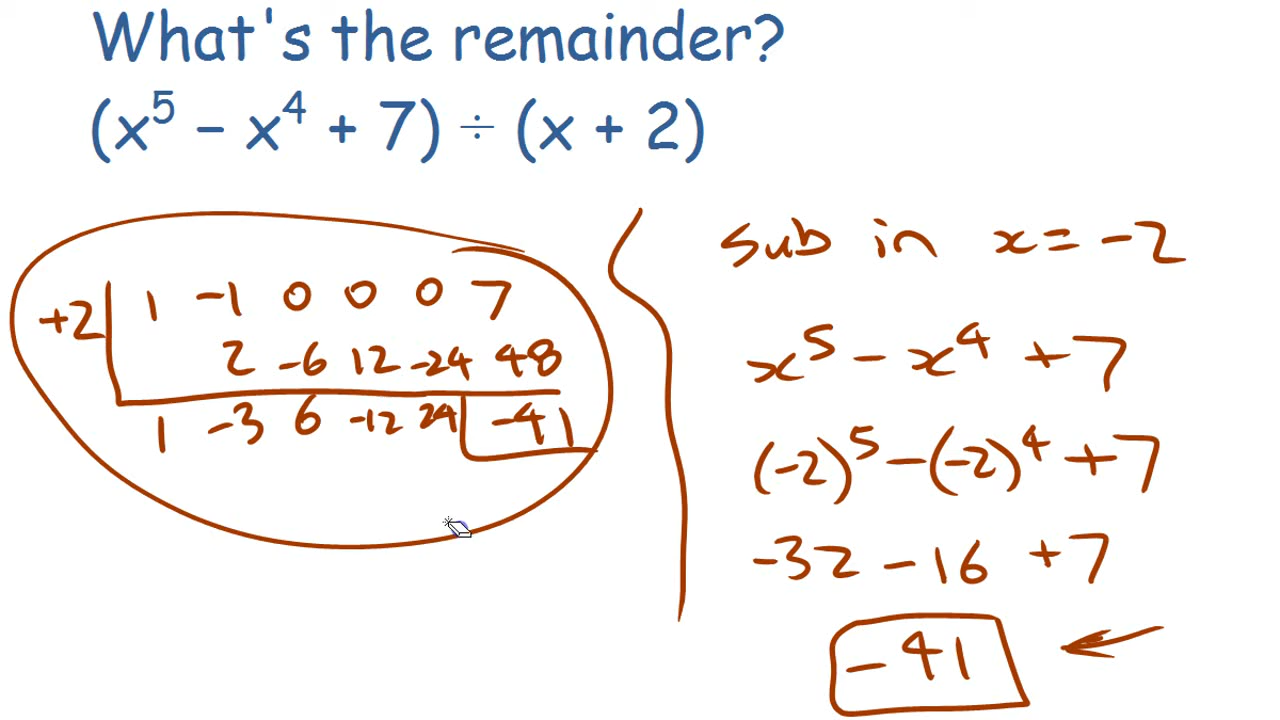 What's the remainder?
(x⁵ – x⁴ + 7) ÷ (x + 2)
+2 1 -1 0 0 0 7
2 -6 12 -24 48
1 -3 6 -12 24 -41
sub in x = -2
x⁵ - x⁴ + 7
(-2)⁵ - (-2)⁴ + 7
-32 - 16 + 7
-41